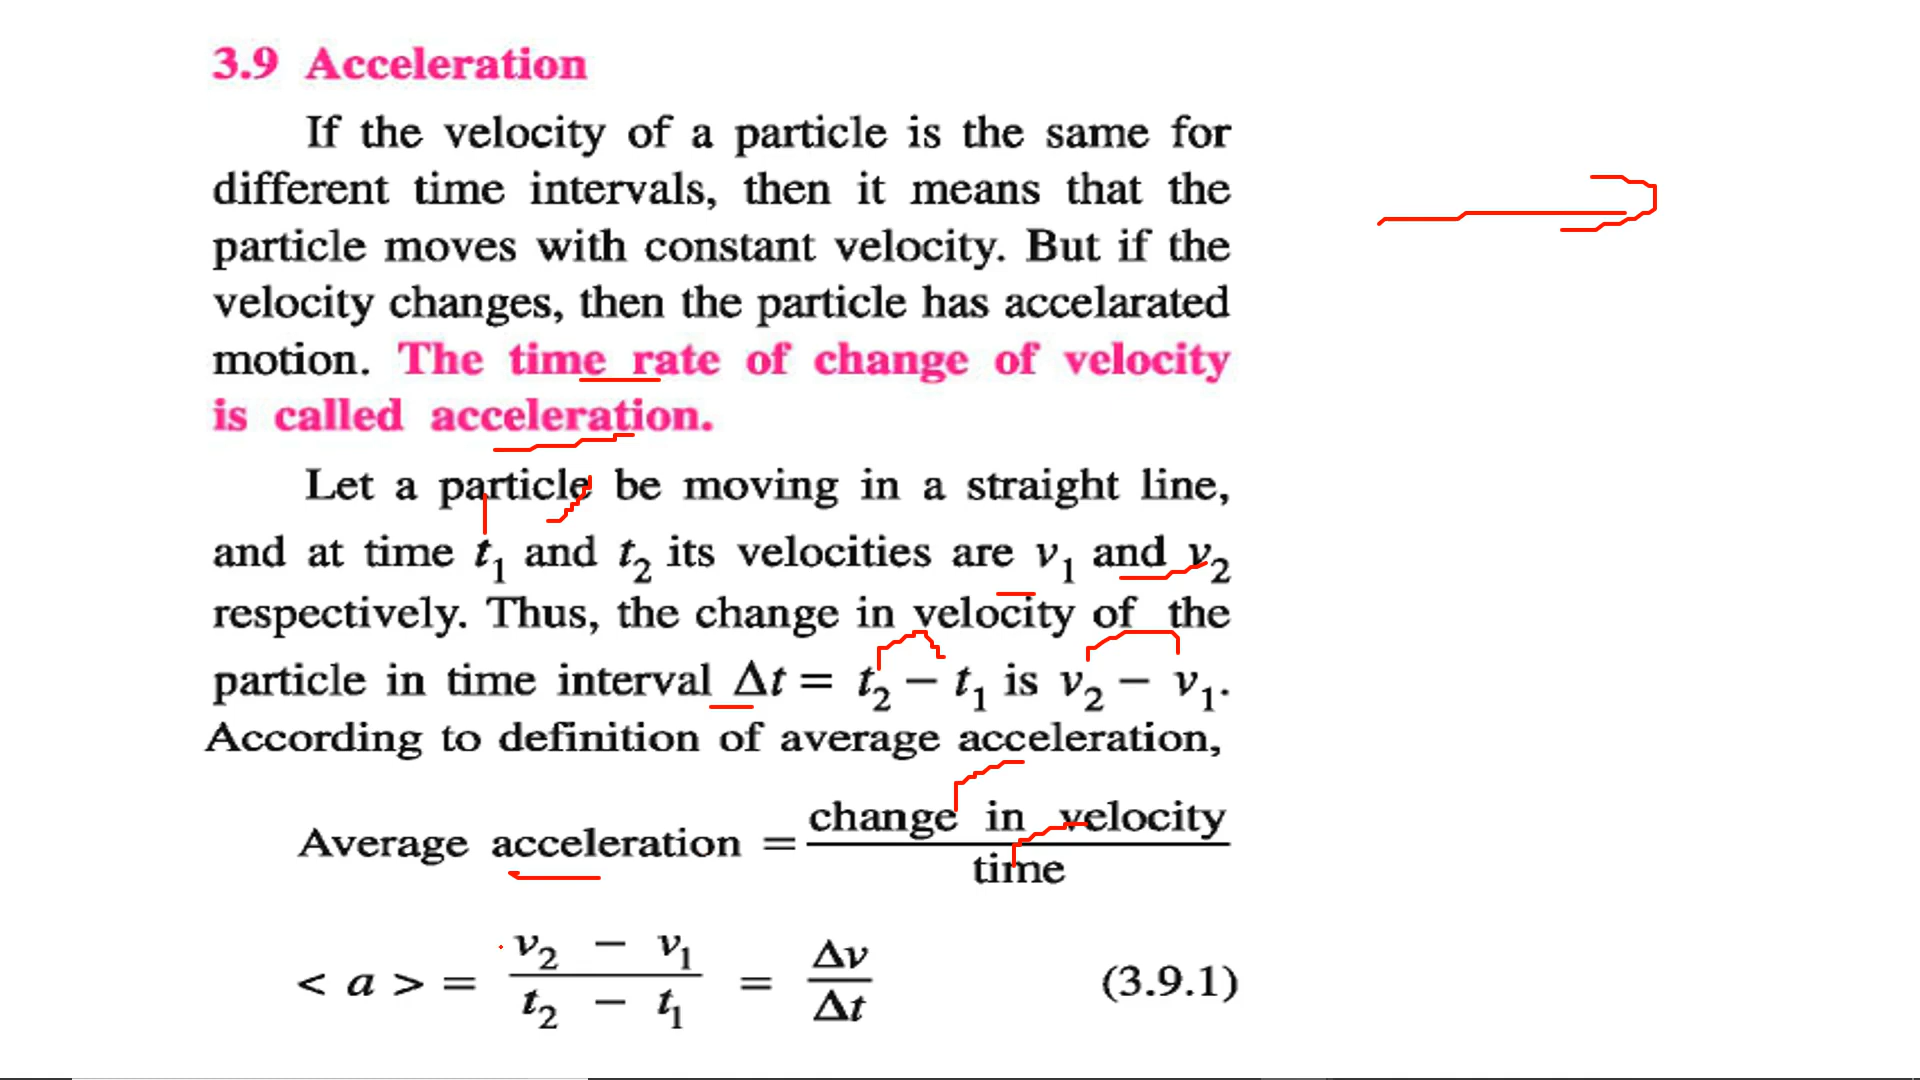 3.9 Acceleration
If the velocity of a particle is the same for
different time intervals, then it means that the
particle moves with constant velocity. But if the
velocity changes, then the particle has accelarated
motion. The time rate of change of velocity
is called acceleration.
Let a particle be moving in a straight line,
and at time t₁ and t₂ its velocities are v₁ and v₂
respectively. Thus, the change in velocity of the
particle in time interval Δt = t₂ − t₁ is v₂ − v₁.
According to definition of average acceleration,
Average acceleration = change in velocity / time
< a > = v₂ − v₁ / t₂ − t₁ = Δv / Δt (3.9.1)